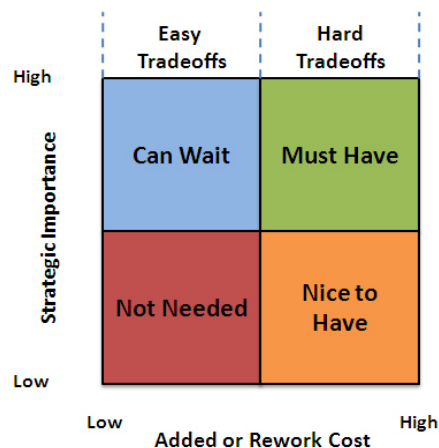 Easy
Tradeoffs
Hard
Tradeoffs
High
Strategic Importance
Can Wait
Must Have
Not Needed
Nice to
Have
Low
Low
High
Added or Rework Cost